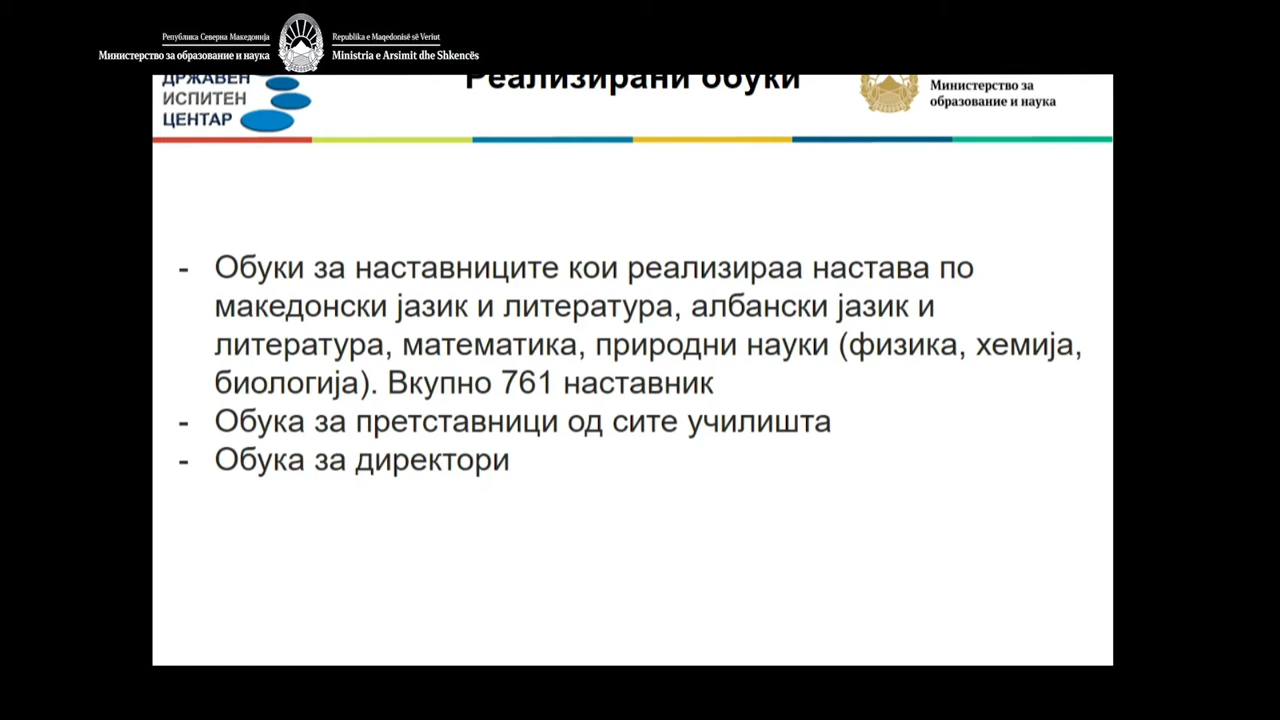 Република Северна Македонија
Министерство за образование и наука
Republika e Maqedonisë së Veriut
Ministria e Arsimit dhe Shkencës
ДРЖАВЕН
ИСПИТЕН
ЦЕНТАР
Реализирани обуки
Министерство за
образование и наука
- Обуки за наставниците кои реализираа настава по
македонски јазик и литература, албански јазик и
литература, математика, природни науки (физика, хемија,
биологија). Вкупно 761 наставник
- Обука за претставници од сите училишта
- Обука за директори